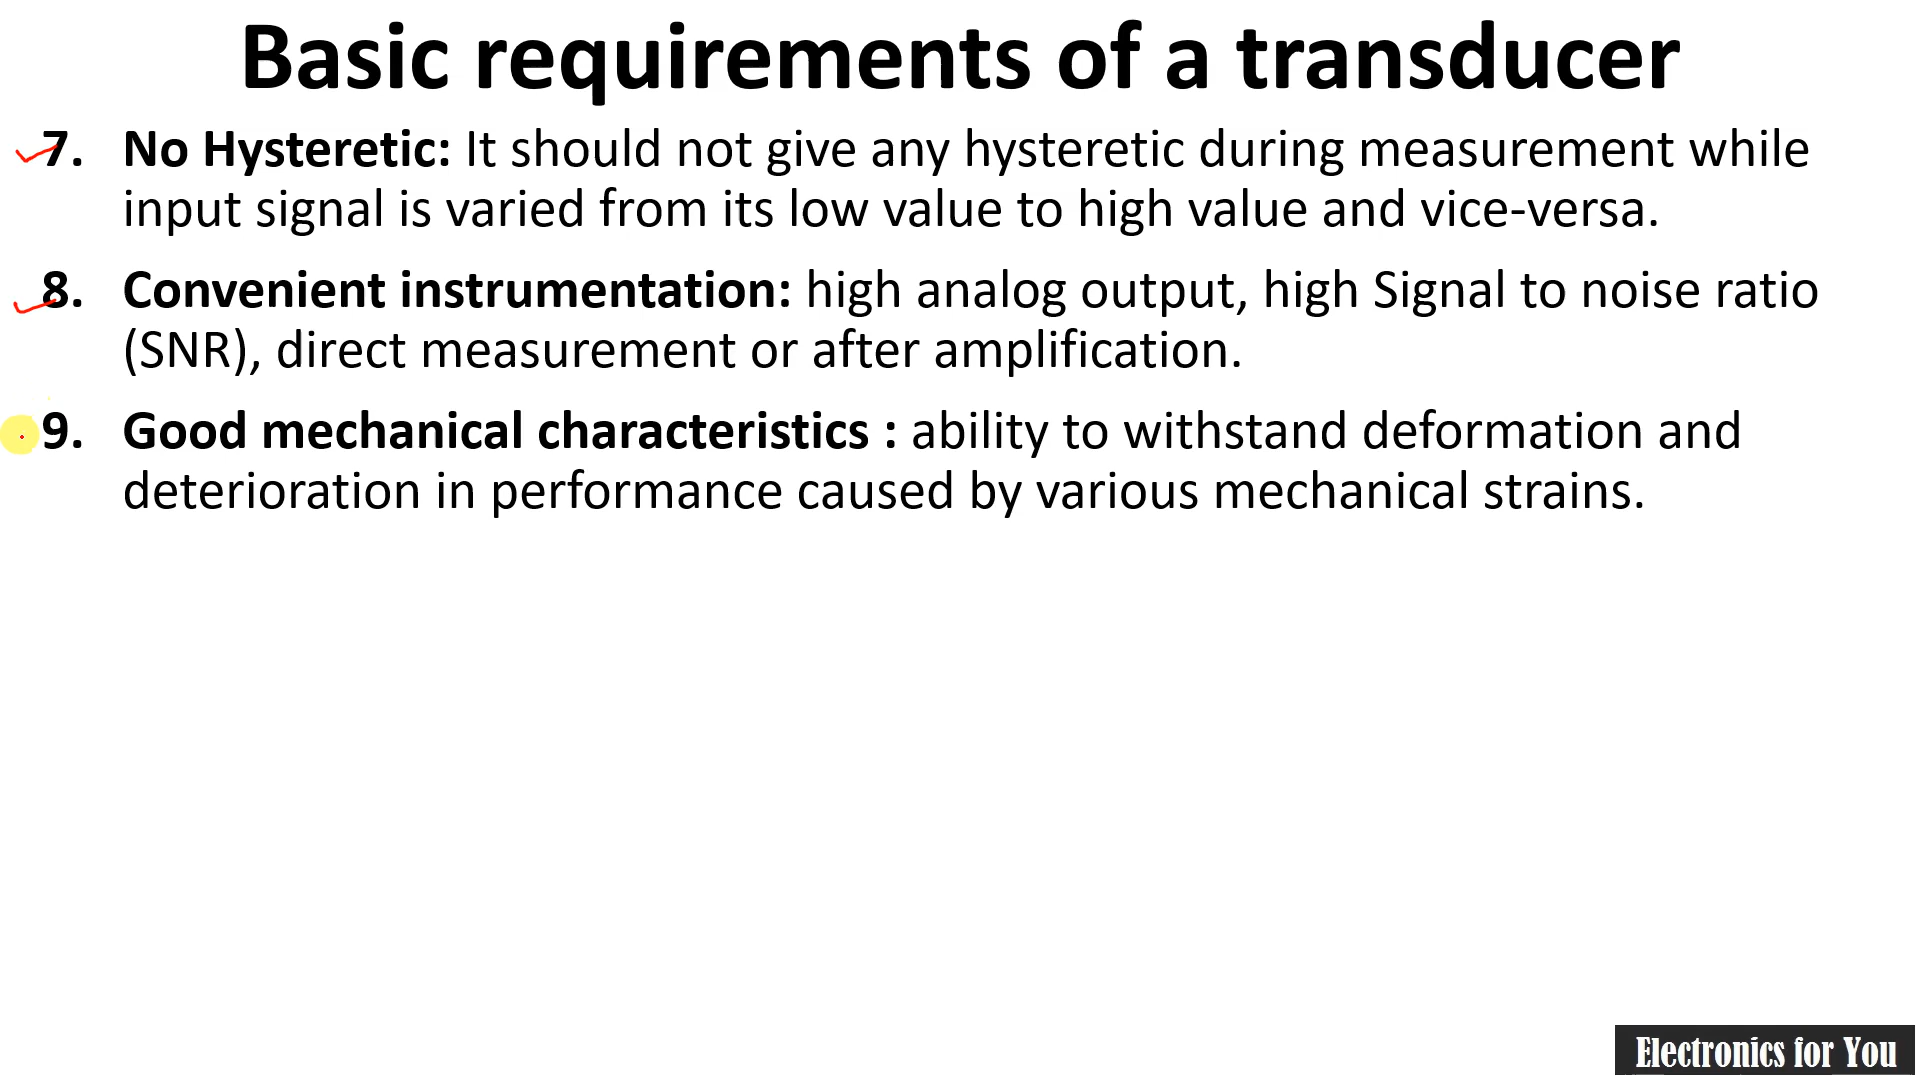 Basic requirements of a transducer
7. No Hysteretic: It should not give any hysteretic during measurement while
input signal is varied from its low value to high value and vice-versa.
8. Convenient instrumentation: high analog output, high Signal to noise ratio
(SNR), direct measurement or after amplification.
9. Good mechanical characteristics : ability to withstand deformation and
deterioration in performance caused by various mechanical strains.
Electronics for You